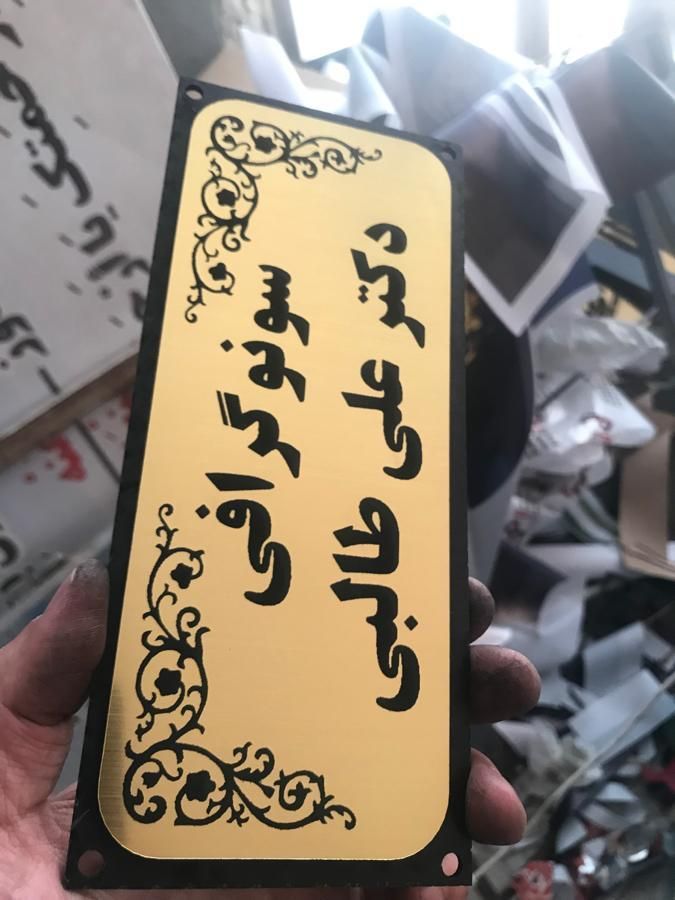 سونوگرافی
دکتر علی طالبی